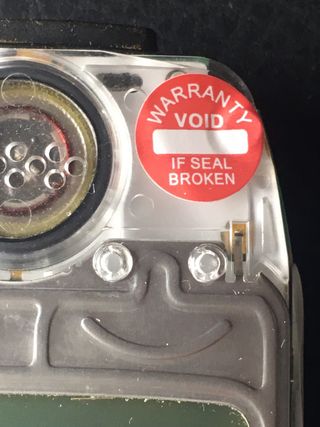 WARRANTY
VOID
IF SEAL
BROKEN